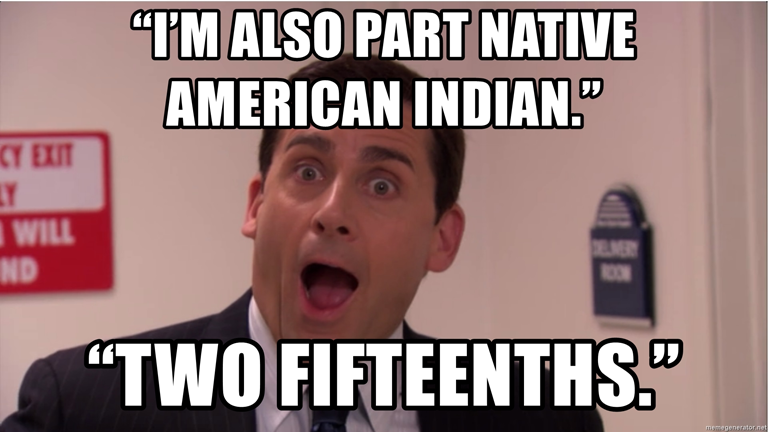 “I’M ALSO PART NATIVE
AMERICAN INDIAN.”
CY EXIT
LY
WILL
ND
DELIVERY
ROOM
“TWO FIFTEENTHS.”
memegenerator.net